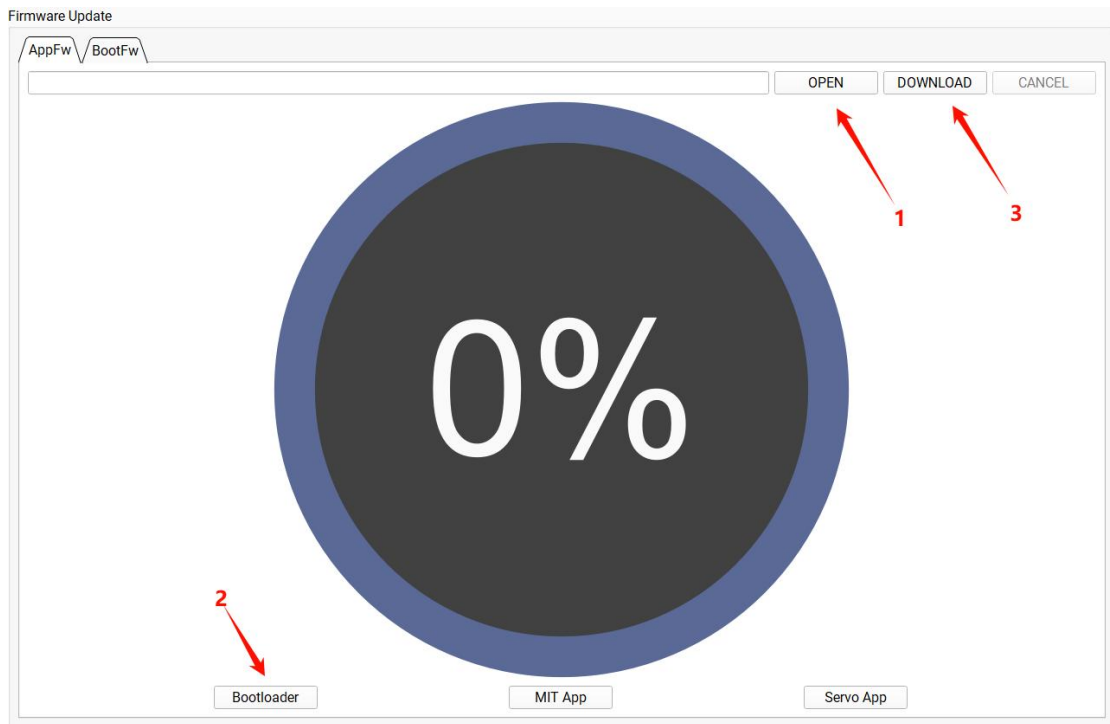 Firmware Update
AppFw BootFw
OPEN DOWNLOAD CANCEL
1
3
0%
2
Bootloader MIT App Servo App